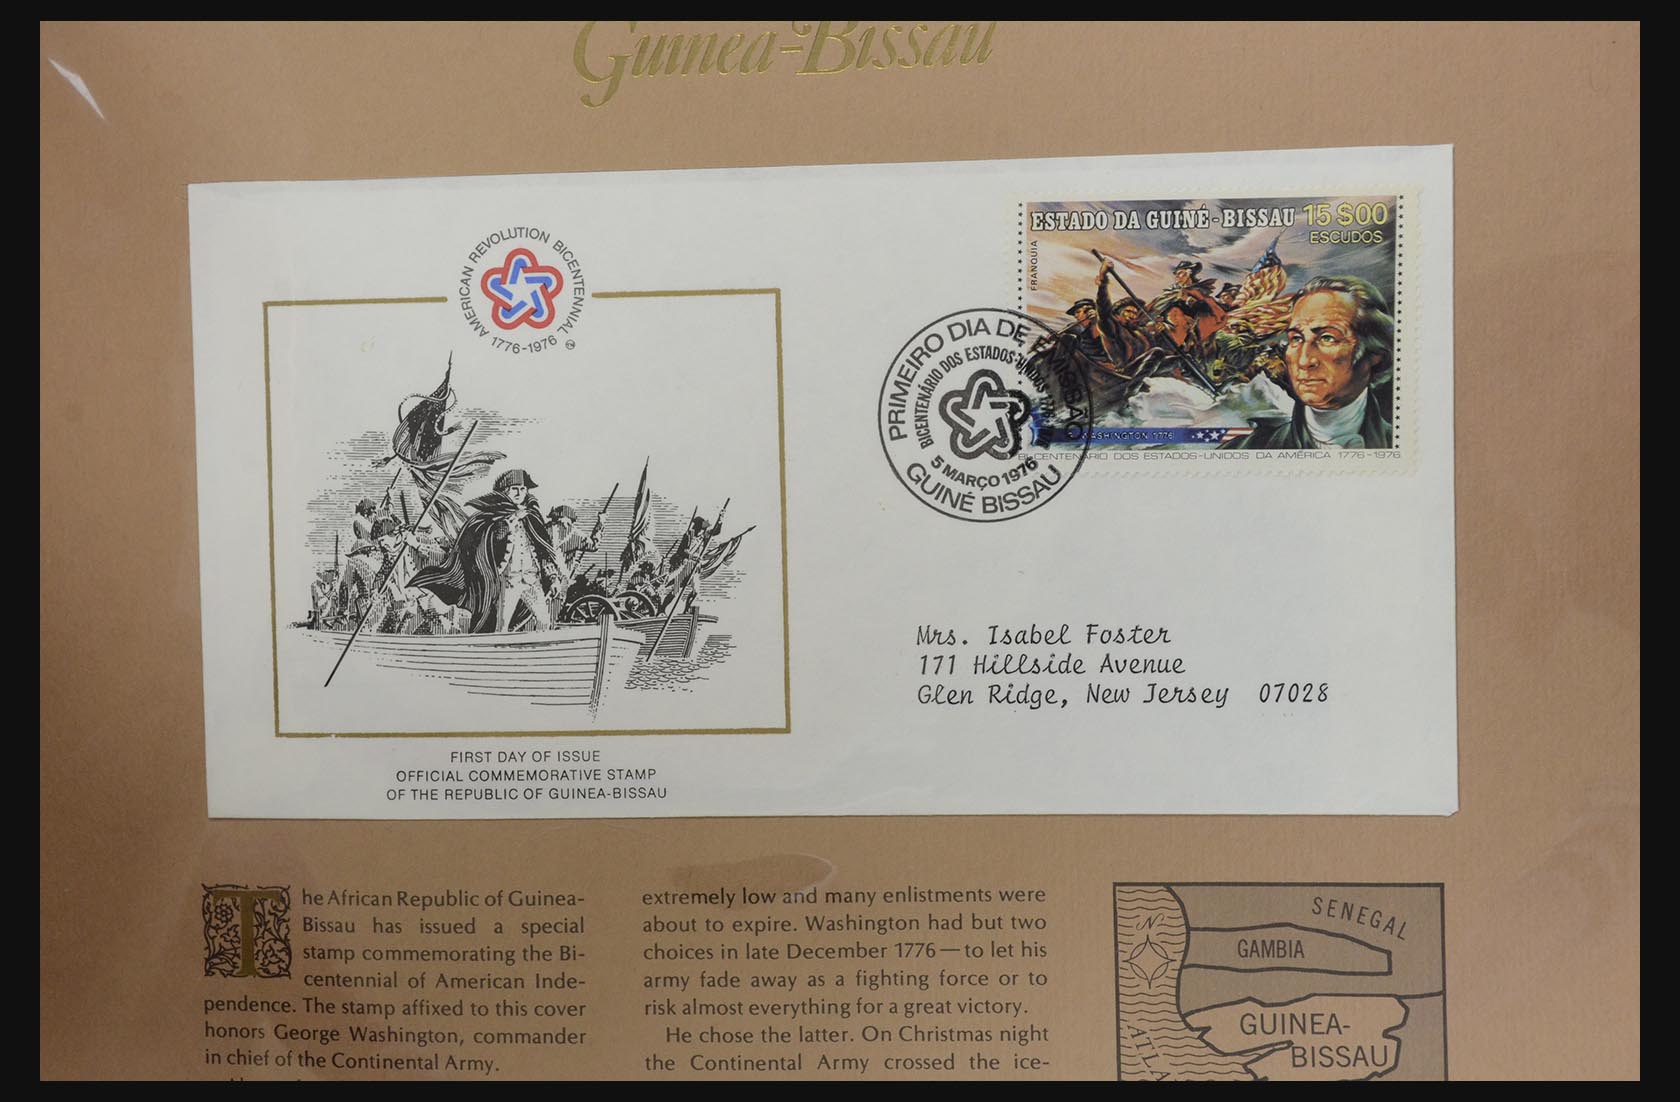 Guinea-Bissau
AMERICAN REVOLUTION BICENTENNIAL
1776-1976
ESTADO DA GUINÉ-BISSAU 15$00
ESCUDOS
FRANQUIA
WASHINGTON 1776
BICENTENÁRIO DOS ESTADOS-UNIDOS DA AMÉRICA 1776-1976
PRIMEIRO DIA DE EMISSÃO
BICENTENÁRIO DOS ESTADOS-UNIDOS
5 MARÇO 1976
GUINÉ BISSAU
Mrs. Isabel Foster
171 Hillside Avenue
Glen Ridge, New Jersey 07028
FIRST DAY OF ISSUE
OFFICIAL COMMEMORATIVE STAMP
OF THE REPUBLIC OF GUINEA-BISSAU
The African Republic of Guinea-
Bissau has issued a special
stamp commemorating the Bi-
centennial of American Inde-
pendence. The stamp affixed to this cover
honors George Washington, commander
in chief of the Continental Army.
extremely low and many enlistments were
about to expire. Washington had but two
choices in late December 1776—to let his
army fade away as a fighting force or to
risk almost everything for a great victory.
He chose the latter. On Christmas night
the Continental Army crossed the ice-
N
SENEGAL
GAMBIA
GUINEA-
BISSAU
ATLA